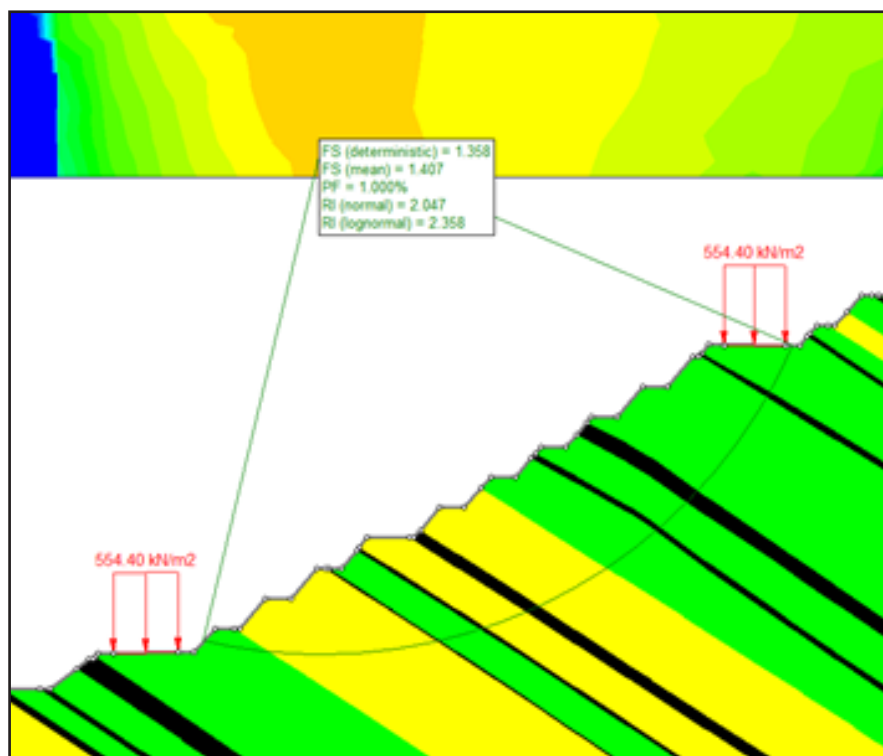 FS (deterministic) = 1.358
FS (mean) = 1.407
PF = 1.000%
RI (normal) = 2.047
RI (lognormal) = 2.358
554.40 kN/m2
554.40 kN/m2